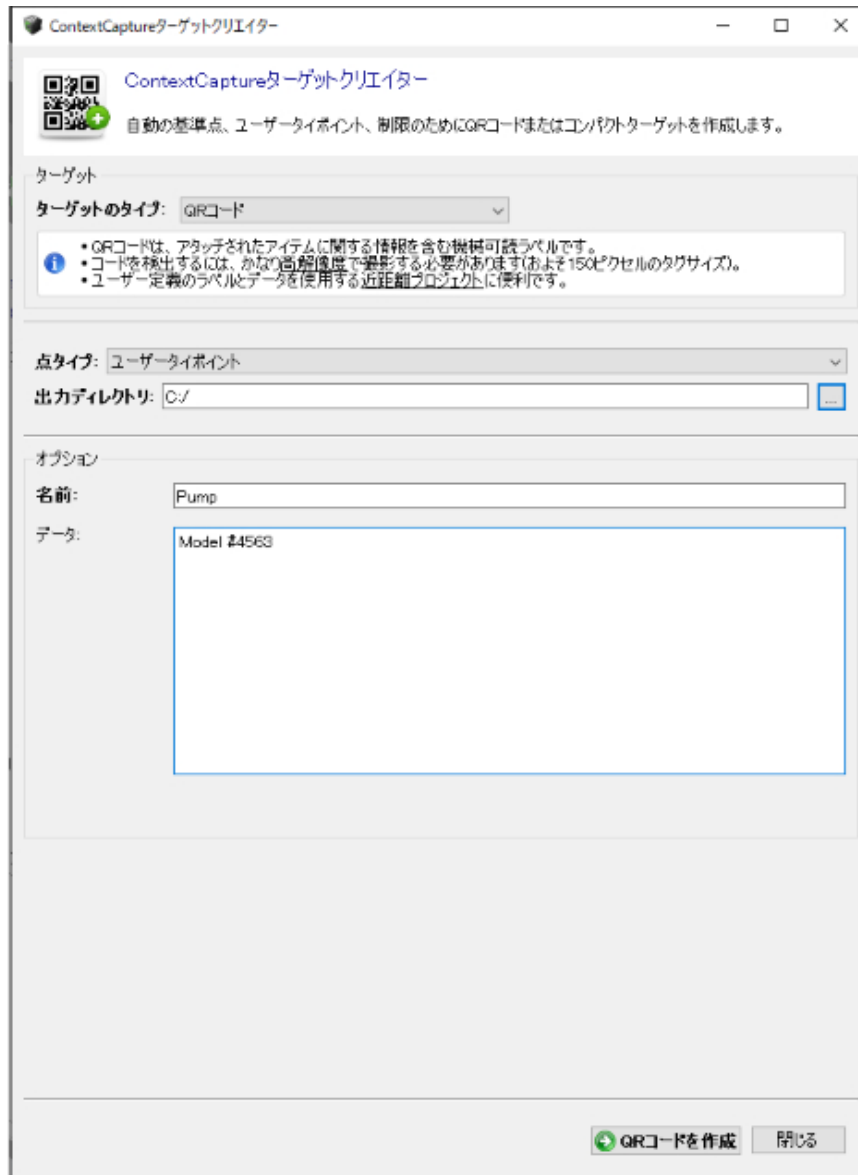 ContextCaptureターゲットクリエイター
ContextCaptureターゲットクリエイター
自動の基準点、ユーザータイポイント、制限のためにQRコードまたはコンパクトターゲットを作成します。
ターゲット
ターゲットのタイプ: QRコード
• QRコードは、アタッチされたアイテムに関する情報を含む機械可読ラベルです。
• コードを検出するには、かなり高解像度で撮影する必要があります(およそ150ピクセルのタグサイズ)。
• ユーザー定義のラベルとデータを使用する近距離プロジェクトに便利です。
点タイプ: ユーザータイポイント
出力ディレクトリ: C:/ ...
オプション
名前: Pump
データ: Model #4563
QRコードを作成 閉じる